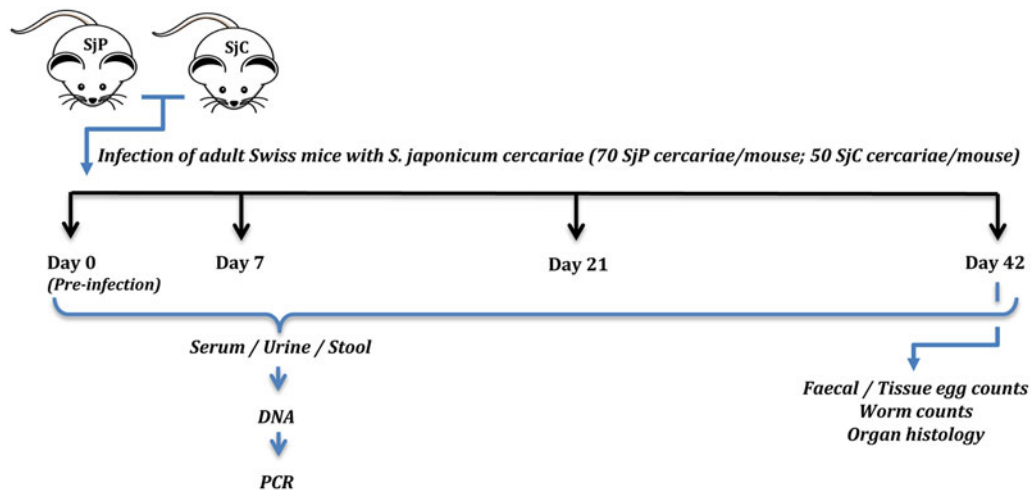 SjP
SjC
Infection of adult Swiss mice with S. japonicum cercariae (70 SjP cercariae/mouse; 50 SjC cercariae/mouse)
Day 0
(Pre-infection)
Day 7
Day 21
Day 42
Serum / Urine / Stool
DNA
PCR
Faecal / Tissue egg counts
Worm counts
Organ histology